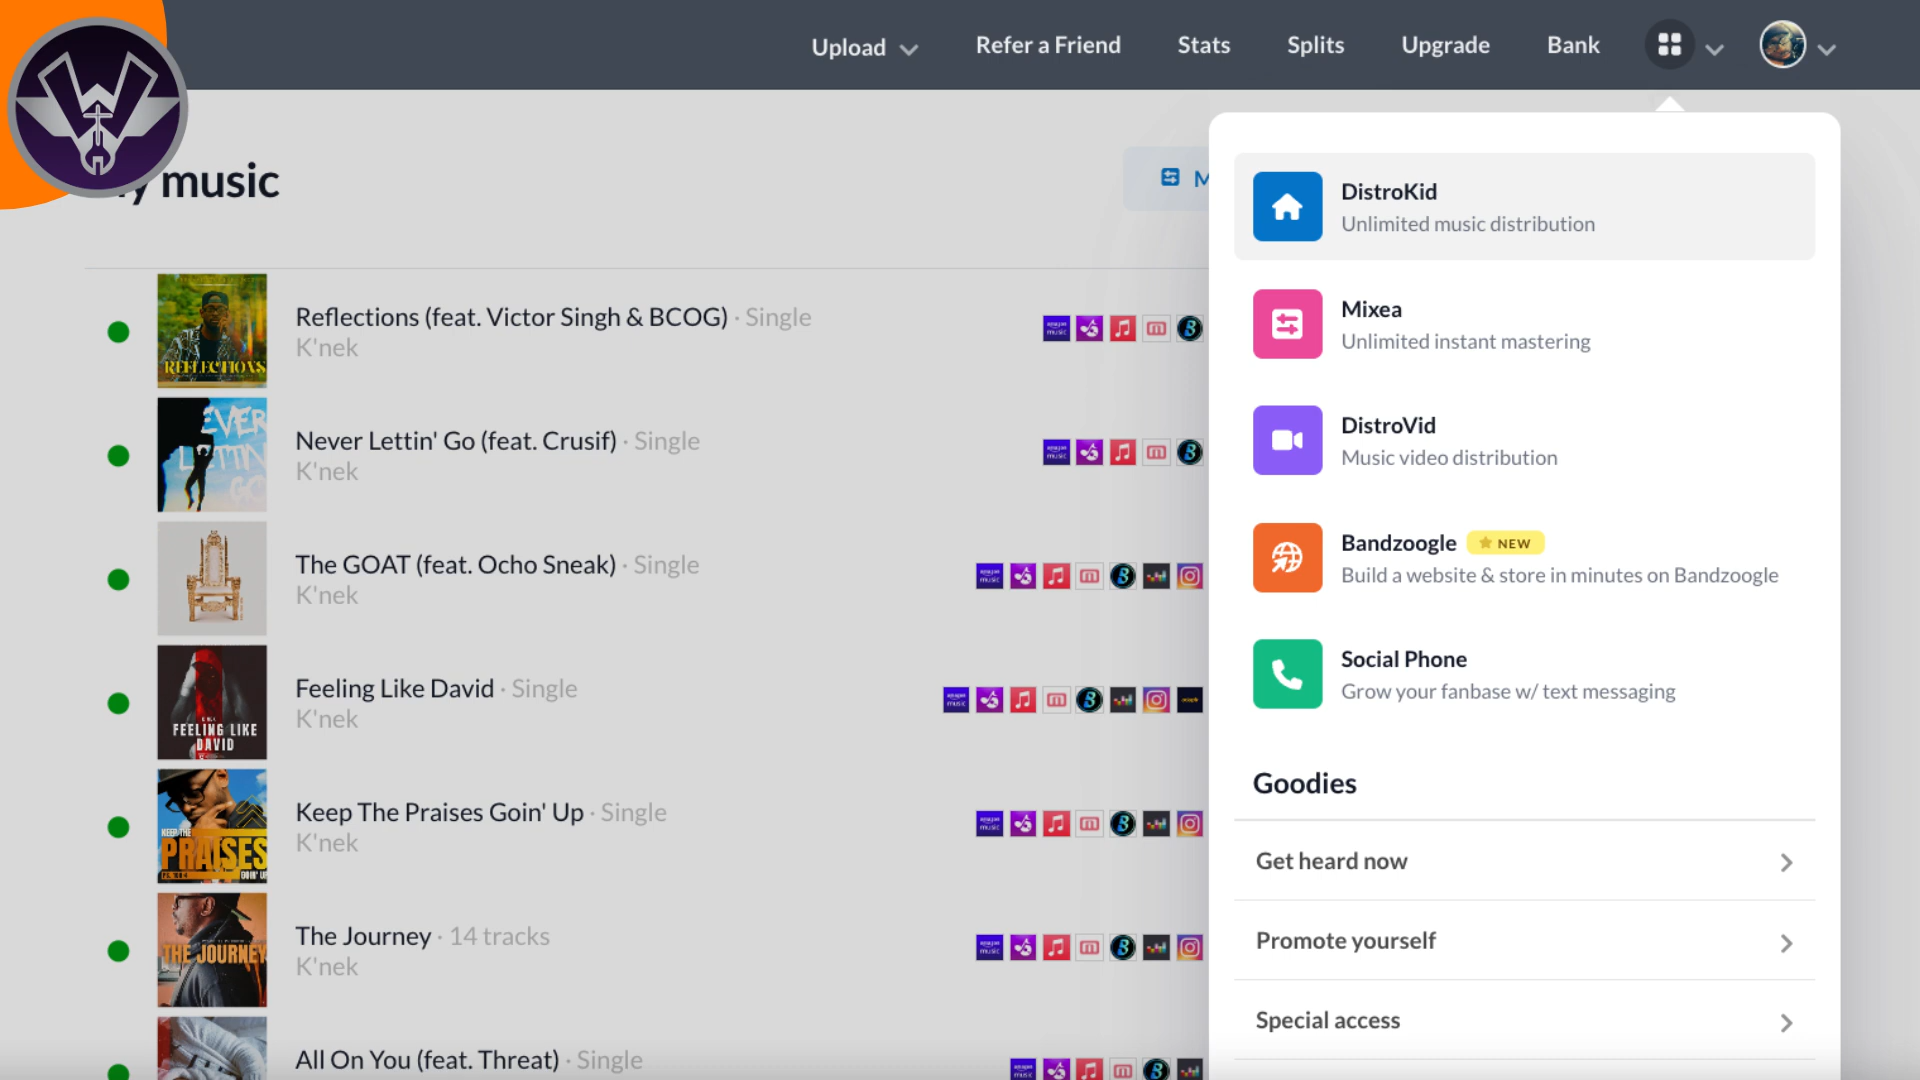 Upload
Refer a Friend
Stats
Splits
Upgrade
Bank
My music
M
Reflections (feat. Victor Singh & BCOG) · Single
K'nek
REFLECTIONS
Never Lettin' Go (feat. Crusif) · Single
K'nek
The GOAT (feat. Ocho Sneak) · Single
K'nek
Feeling Like David · Single
K'nek
FEELING LIKE
DAVID
Keep The Praises Goin' Up · Single
K'nek
KEEP THE
PRAISES
GOIN' UP
The Journey · 14 tracks
K'nek
THE JOURNEY
All On You (feat. Threat) · Single
DistroKid
Unlimited music distribution
Mixea
Unlimited instant mastering
DistroVid
Music video distribution
Bandzoogle NEW
Build a website & store in minutes on Bandzoogle
Social Phone
Grow your fanbase w/ text messaging
Goodies
Get heard now
Promote yourself
Special access